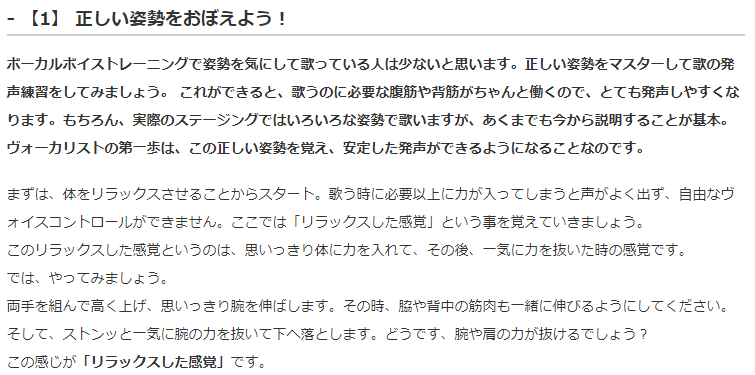 - 【1】 正しい姿勢をおぼえよう！
ボーカルボイストレーニングで姿勢を気にして歌っている人は少ないと思います。正しい姿勢をマスターして歌の発
声練習をしてみましょう。 これができると、歌うのに必要な腹筋や背筋がちゃんと働くので、とても発声しやすくな
ります。もちろん、実際のステージングではいろいろな姿勢で歌いますが、あくまでも今から説明することが基本。
ヴォーカリストの第一歩は、この正しい姿勢を覚え、安定した発声ができるようになることなのです。
まずは、体をリラックスさせることからスタート。歌う時に必要以上に力が入ってしまうと声がよく出ず、自由なヴ
ォイスコントロールができません。ここでは「リラックスした感覚」という事を覚えていきましょう。
このリラックスした感覚というのは、思いっきり体に力を入れて、その後、一気に力を抜いた時の感覚です。
では、やってみましょう。
両手を組んで高く上げ、思いっきり腕を伸ばします。その時、脇や背中の筋肉も一緒に伸びるようにしてください。
そして、ストンッと一気に腕の力を抜いて下へ落とします。どうです、腕や肩の力が抜けるでしょう？
この感じが「リラックスした感覚」です。